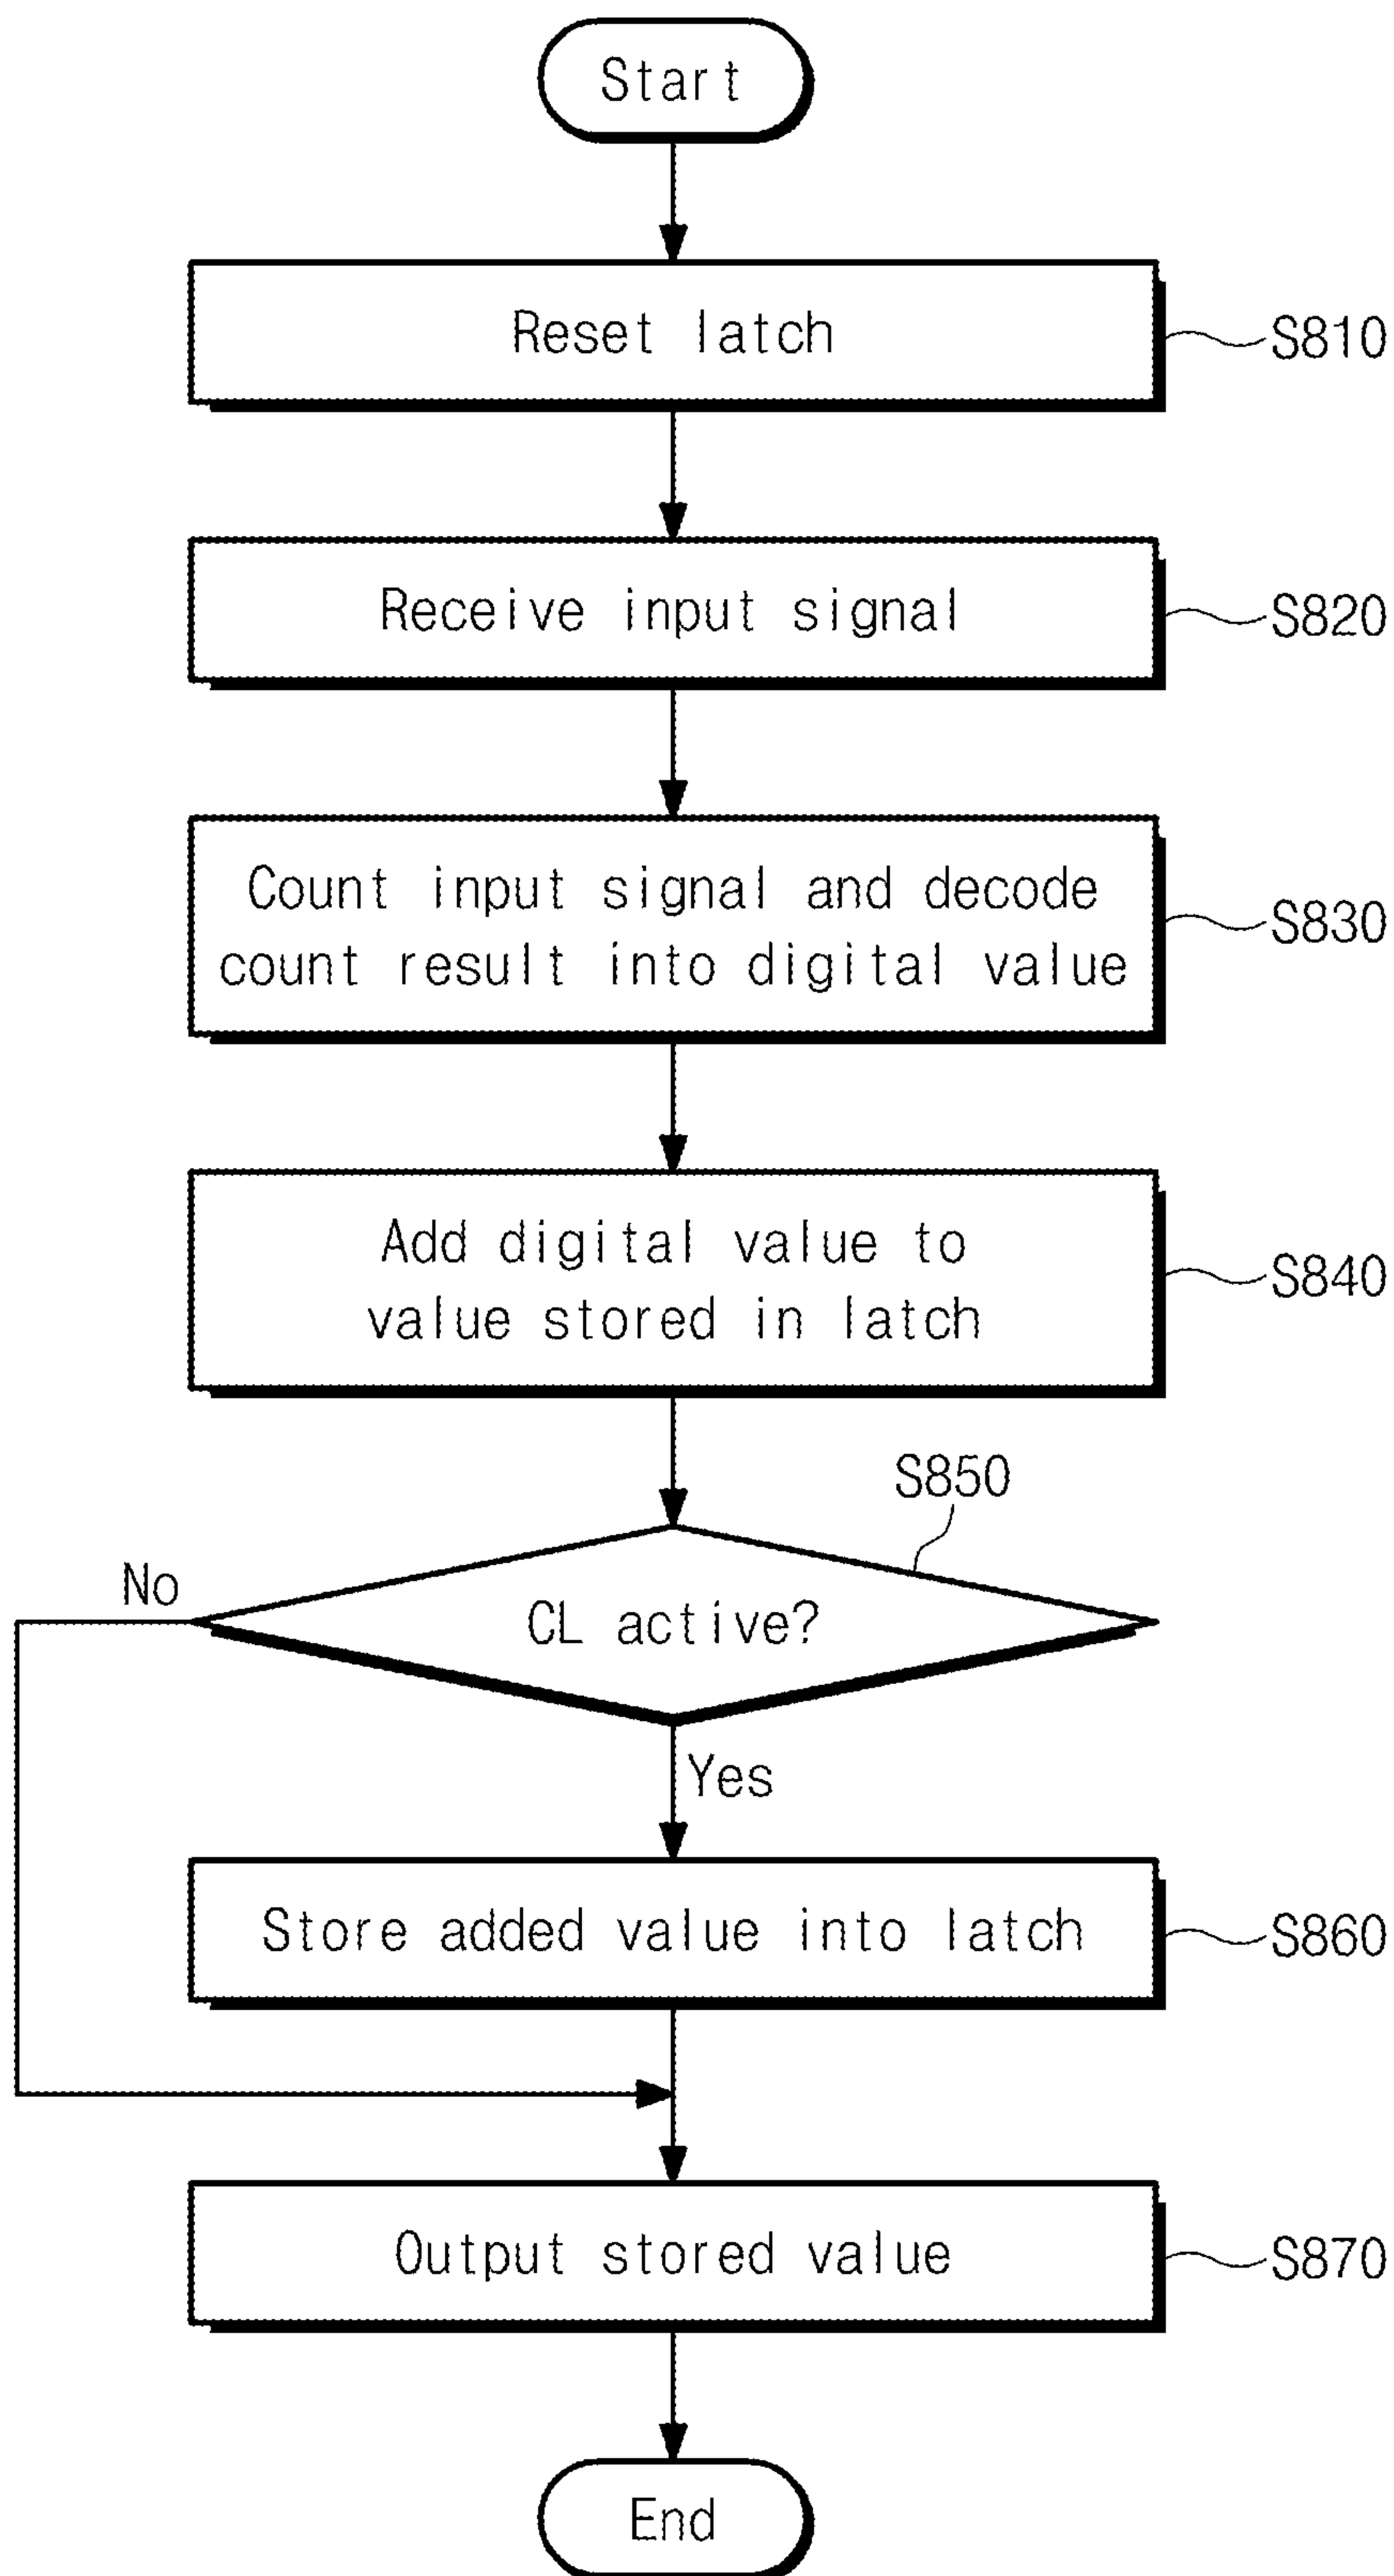 Start
Reset latch
S810
Receive input signal
S820
Count input signal and decode
count result into digital value
S830
Add digital value to
value stored in latch
S840
S850
No
CL active?
Yes
Store added value into latch
S860
Output stored value
S870
End